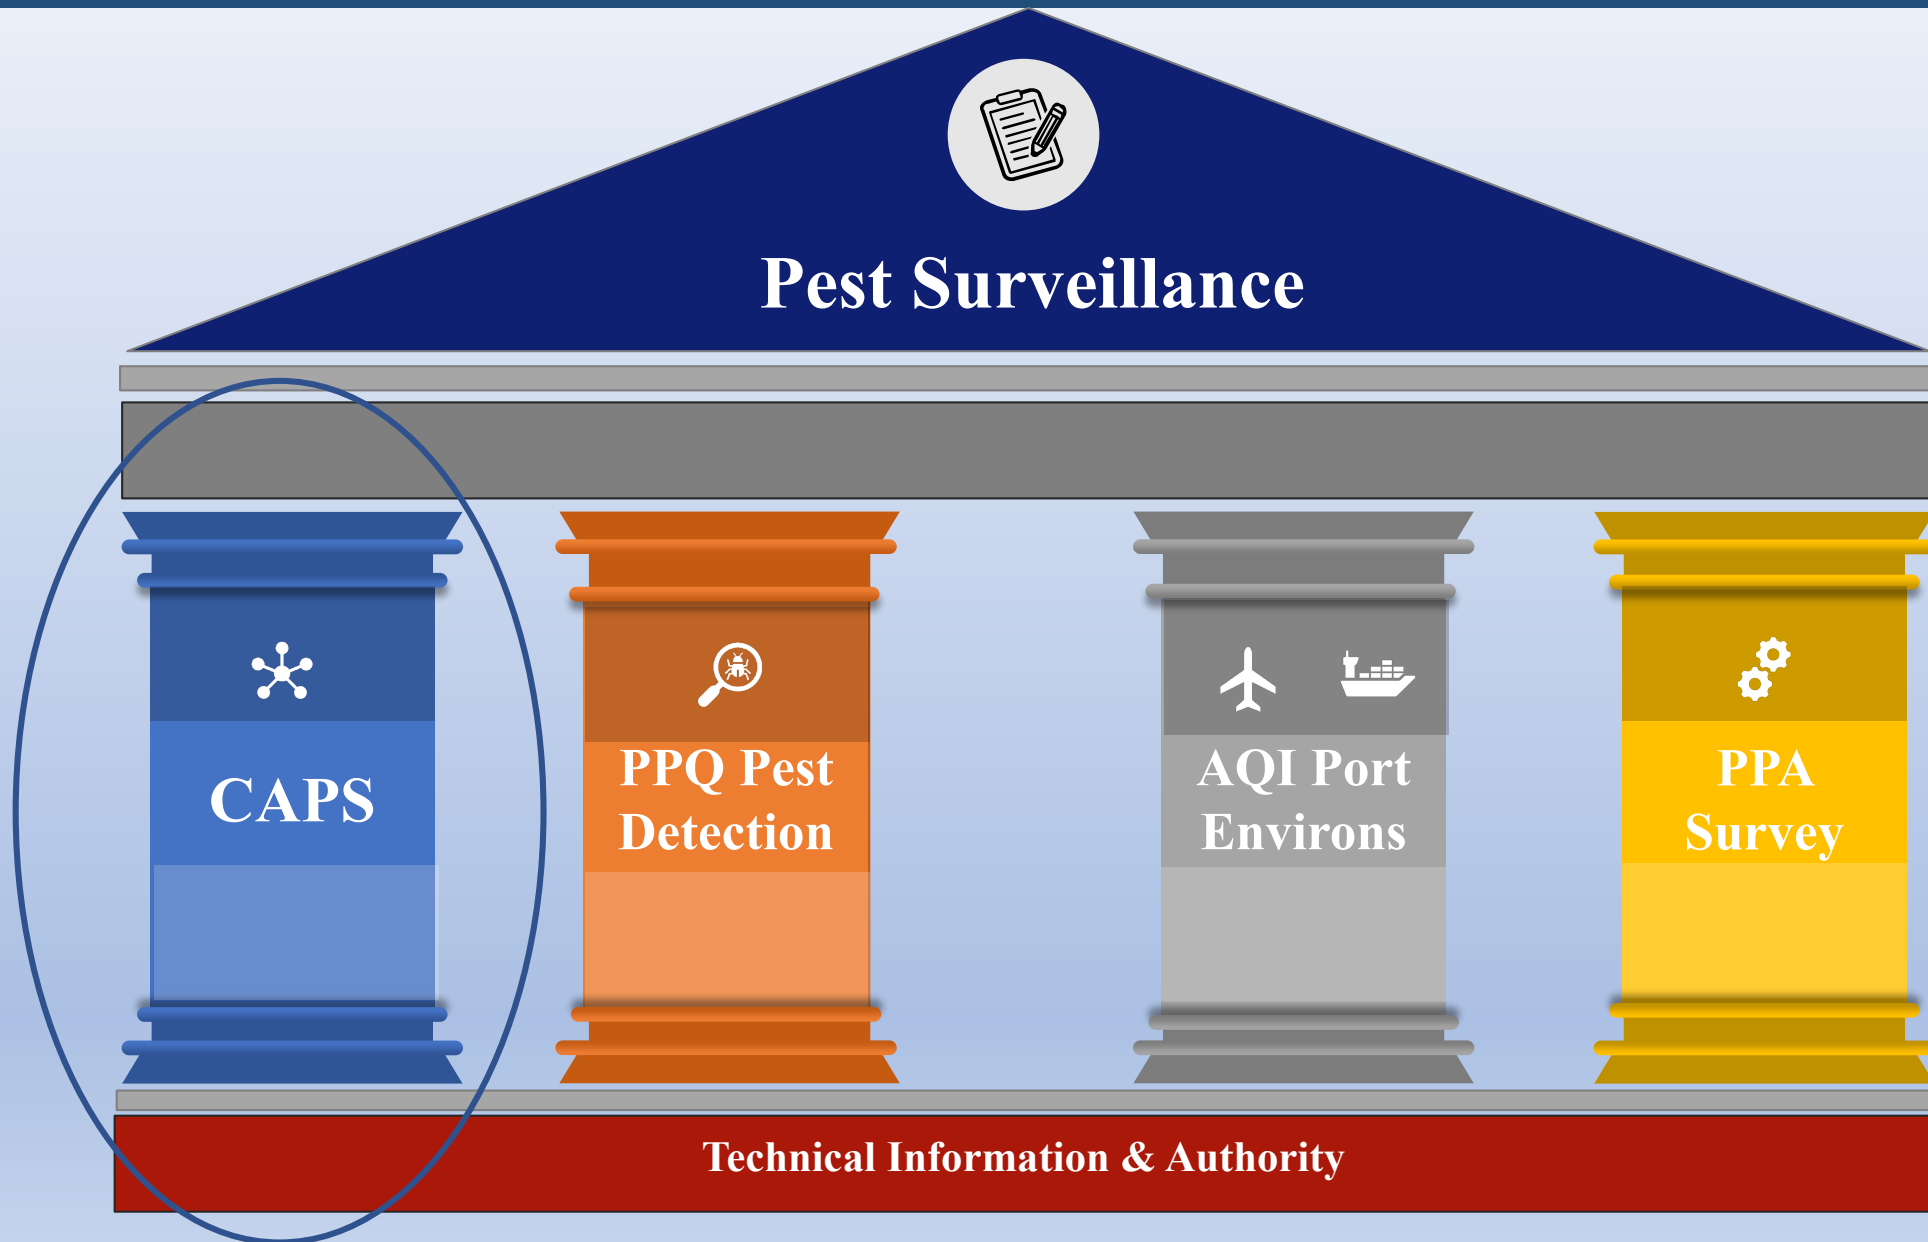 Pest Surveillance
CAPS
PPQ Pest
Detection
AQI Port
Environs
PPA
Survey
Technical Information & Authority